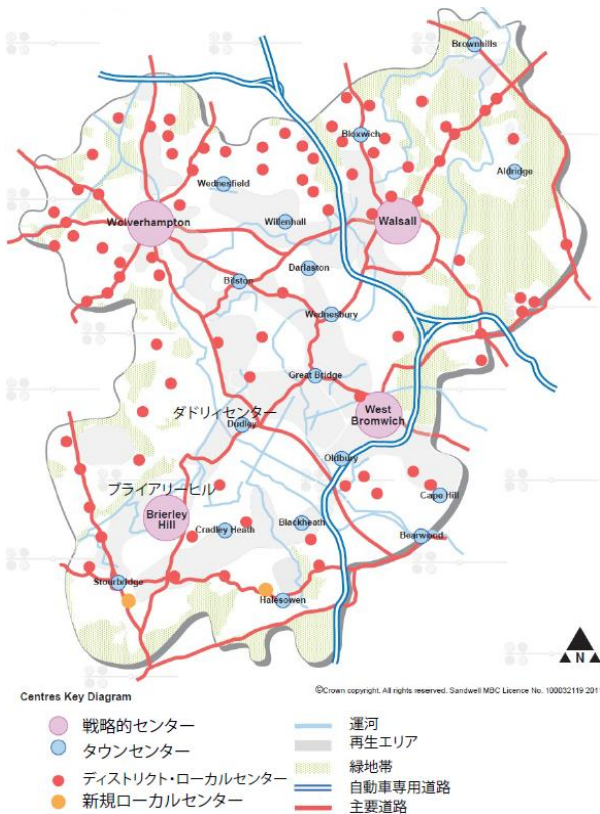 Brownhills
Bloxwich
Aldridge
Wednesfield
Wolverhampton
Willenhall
Walsall
Darlaston
Bilston
Wednesbury
Great Bridge
ダドリィセンター
West
Bromwich
Dudley
Oldbury
ブライアリーヒル
Cape Hill
Brierley
Hill
Cradley Heath
Blackheath
Bearwood
Stourbridge
Halesowen
N
Centres Key Diagram
©Crown copyright. All rights reserved. Sandwell MBC Licence No. 100032119 201
戦略的センター
タウンセンター
ディストリクト・ローカルセンター
新規ローカルセンター
運河
再生エリア
緑地帯
自動車専用道路
主要道路